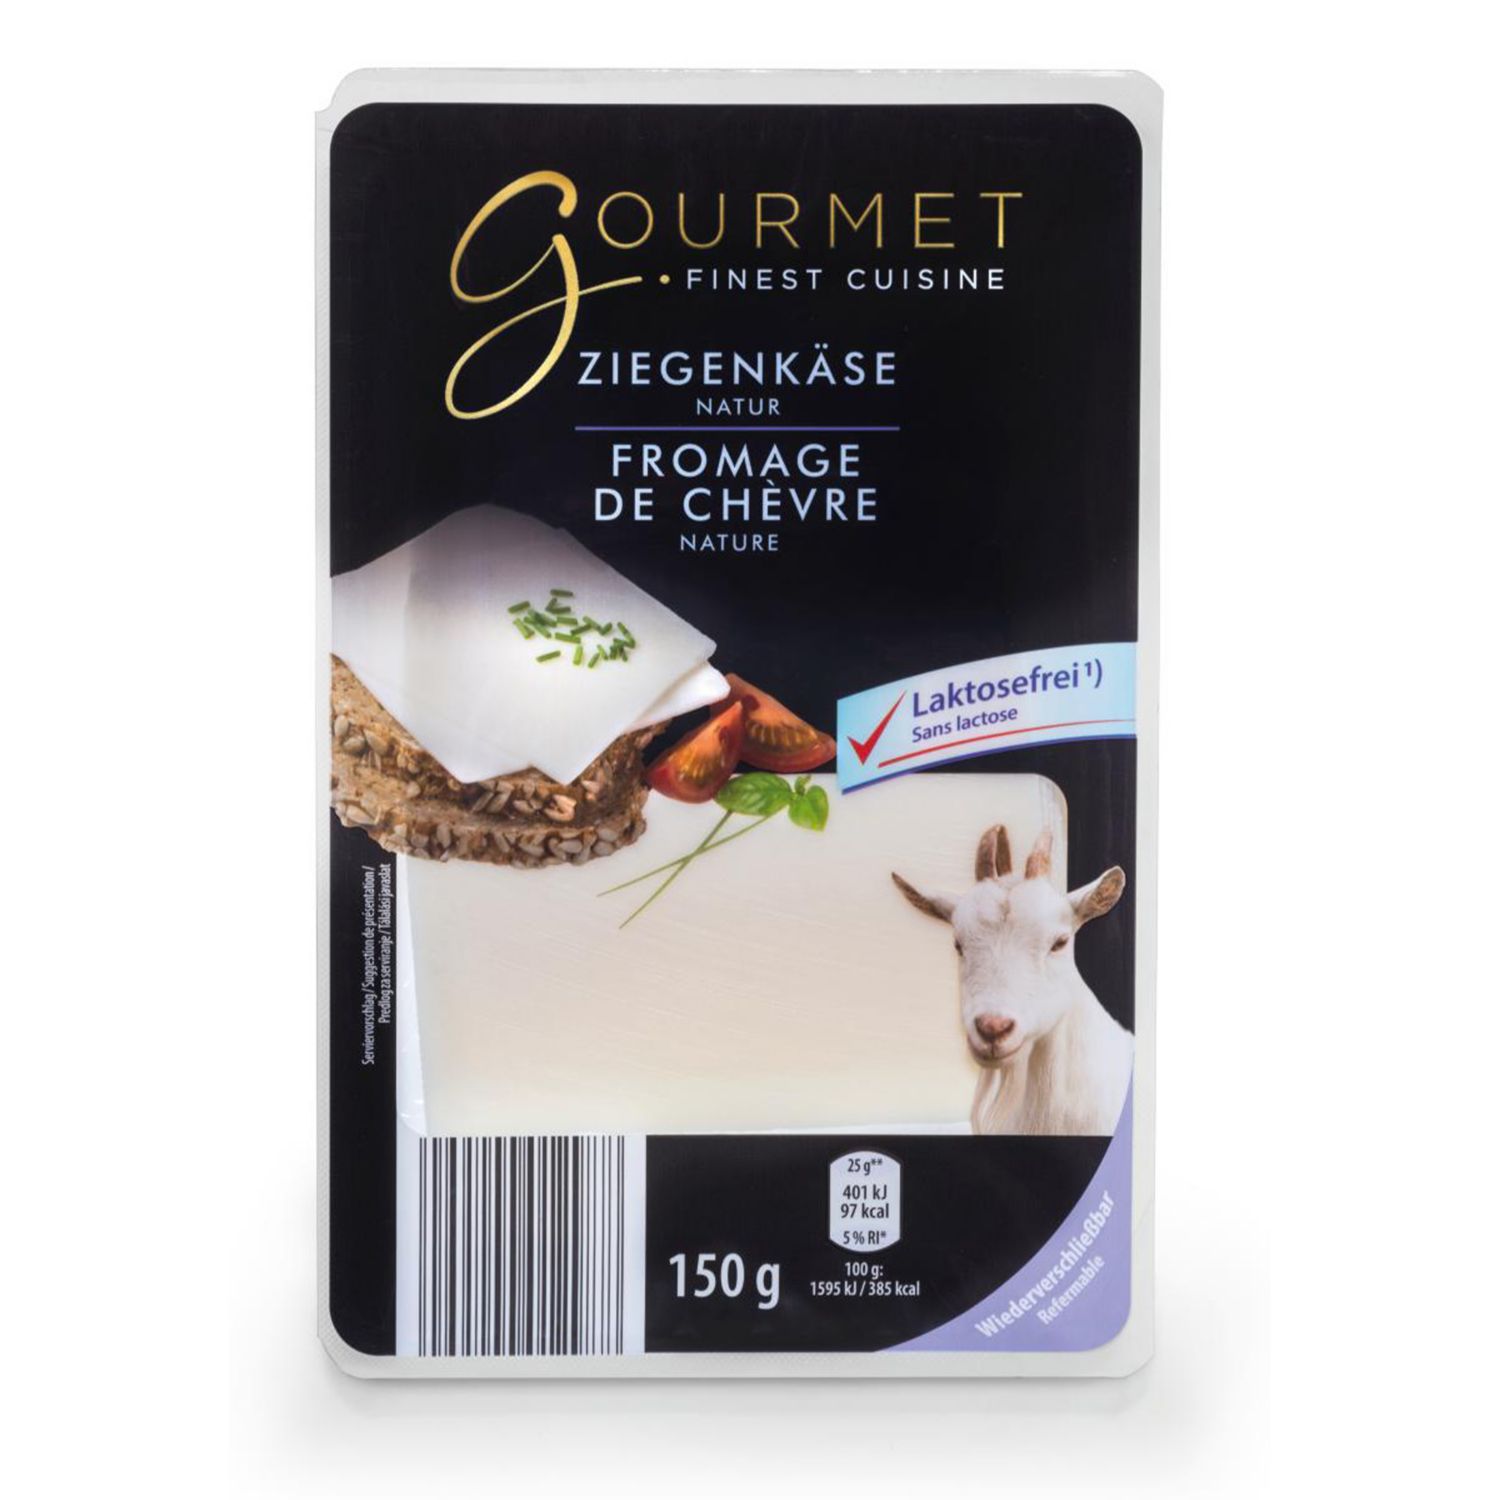 GOURMET
• FINEST CUISINE
ZIEGENKÄSE
NATUR
FROMAGE
DE CHÈVRE
NATURE
Laktosefrei ¹)
Sans lactose
Serviervorschlag / Suggestion de présentation /
Predlog za serviranje / Tálalási javaslat
25 g**
401 kJ
97 kcal
5 % RI*
150 g
100 g:
1595 kJ / 385 kcal
Wiederverschließbar
Refermable